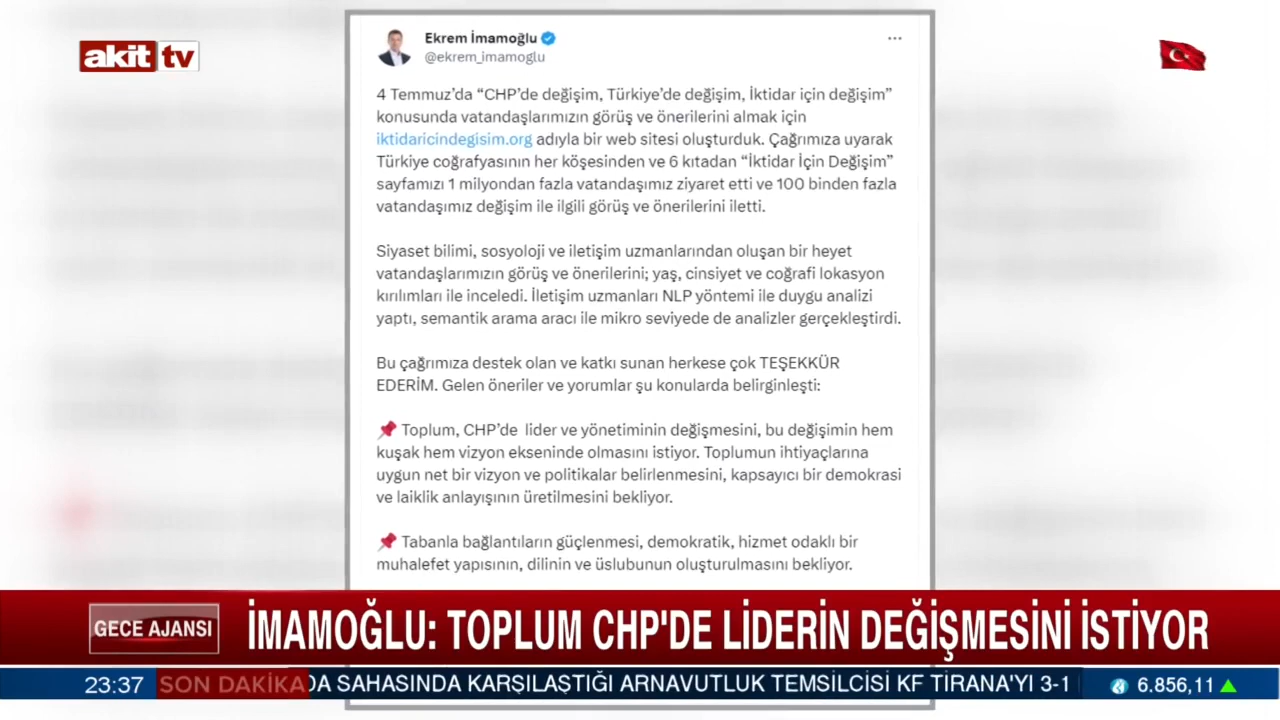 akit tv
Ekrem İmamoğlu
@ekrem_imamoglu
4 Temmuz’da “CHP’de değişim, Türkiye’de değişim, İktidar için değişim”
konusunda vatandaşlarımızın görüş ve önerilerini almak için
iktidaricindegisim.org adıyla bir web sitesi oluşturduk. Çağrımıza uyarak
Türkiye coğrafyasının her köşesinden ve 6 kıtadan “İktidar İçin Değişim”
sayfamızı 1 milyondan fazla vatandaşımız ziyaret etti ve 100 binden fazla
vatandaşımız değişim ile ilgili görüş ve önerilerini iletti.
Siyaset bilimi, sosyoloji ve iletişim uzmanlarından oluşan bir heyet
vatandaşlarımızın görüş ve önerilerini; yaş, cinsiyet ve coğrafi lokasyon
kırılımları ile inceledi. İletişim uzmanları NLP yöntemi ile duygu analizi
yaptı, semantik arama aracı ile mikro seviyede de analizler gerçekleştirdi.
Bu çağrımıza destek olan ve katkı sunan herkese çok TEŞEKKÜR
EDERİM. Gelen öneriler ve yorumlar şu konularda belirginleşti:
📌 Toplum, CHP’de lider ve yönetiminin değişmesini, bu değişimin hem
kuşak hem vizyon ekseninde olmasını istiyor. Toplumun ihtiyaçlarına
uygun net bir vizyon ve politikalar belirlenmesini, kapsayıcı bir demokrasi
ve laiklik anlayışının üretilmesini bekliyor.
📌 Tabanla bağlantıların güçlenmesi, demokratik, hizmet odaklı bir
muhalefet yapısının, dilinin ve üslubunun oluşturulmasını bekliyor.
GECE AJANSI
İMAMOĞLU: TOPLUM CHP'DE LİDERİN DEĞİŞMESİNİ İSTİYOR
23:37 SON DAKİKA DA SAHASINDA KARŞILAŞTIĞI ARNAVUTLUK TEMSİLCİSİ KF TIRANA'YI 3-1 6.856,11